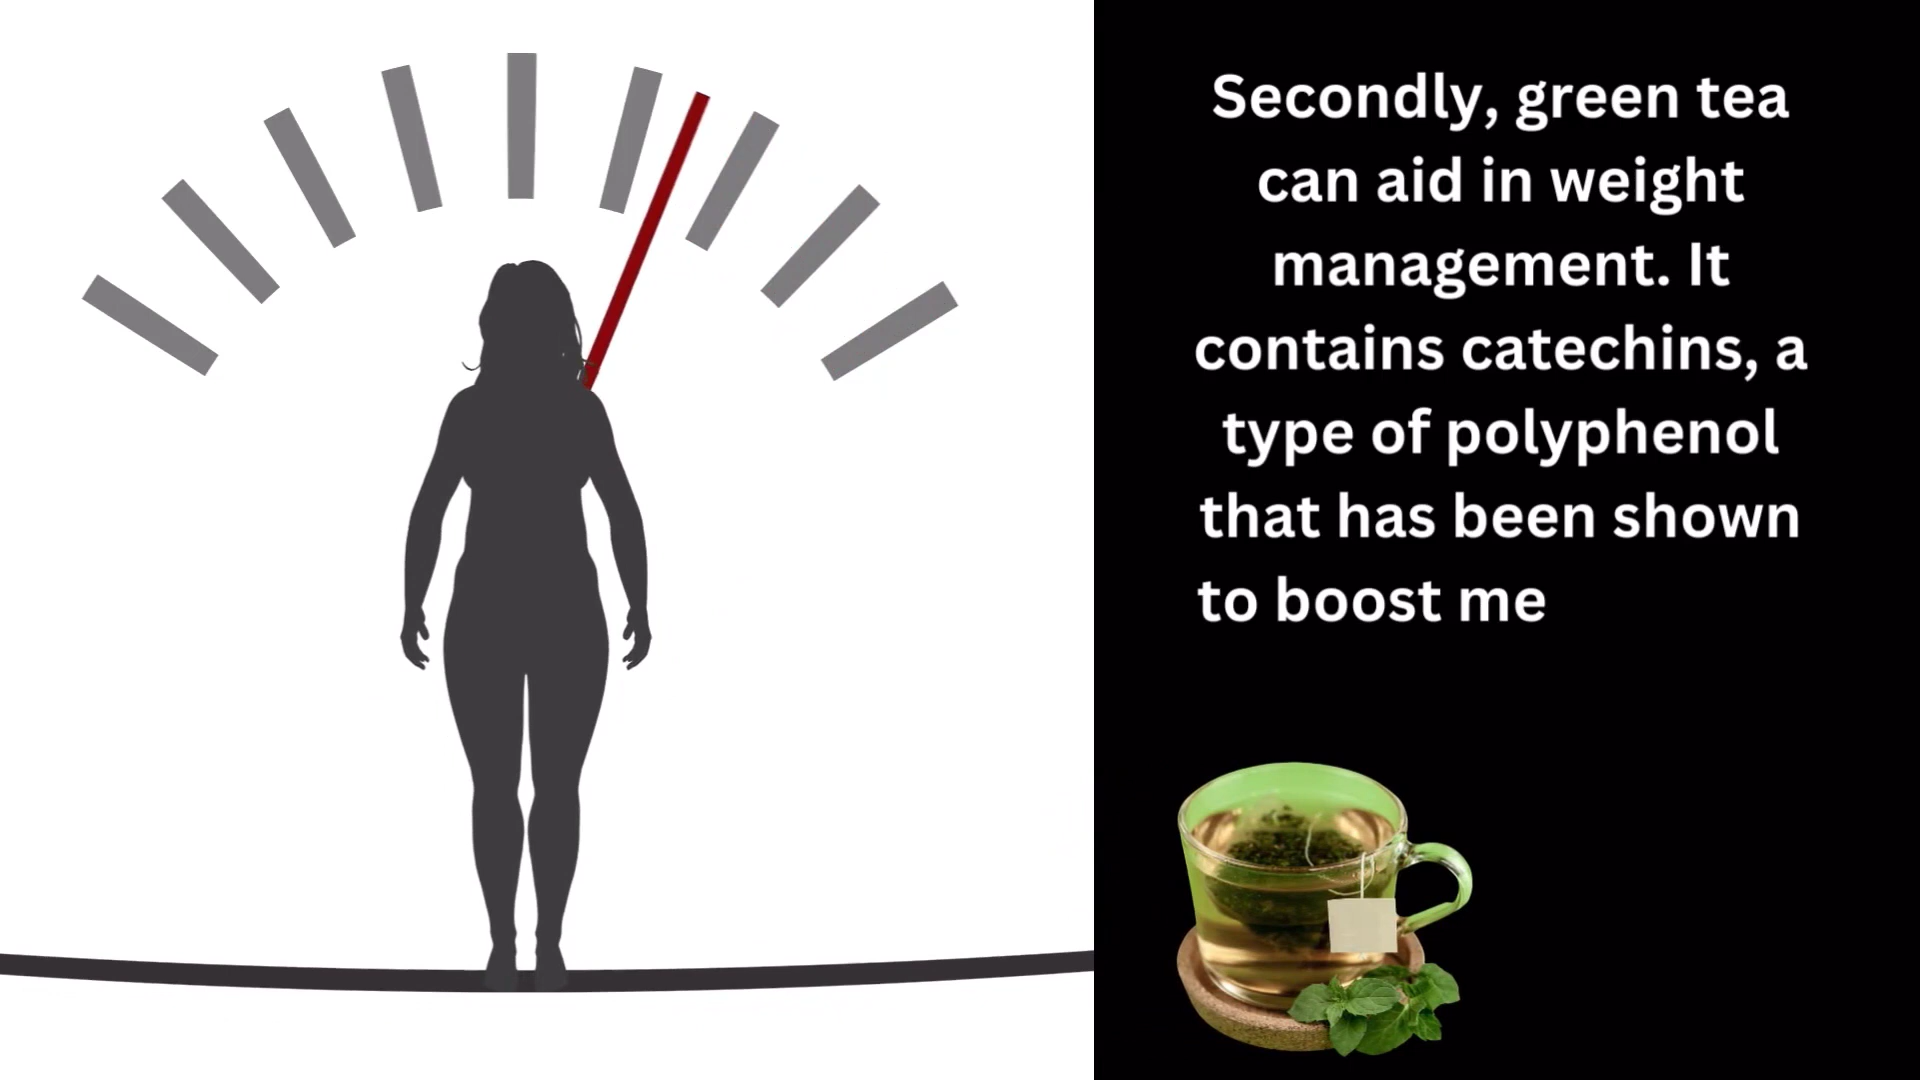 Secondly, green tea
can aid in weight
management. It
contains catechins, a
type of polyphenol
that has been shown
to boost me